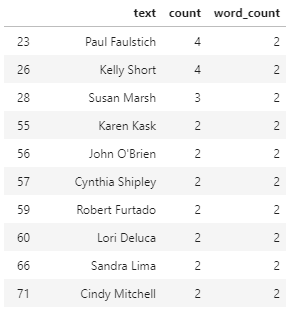 text count word_count
23 Paul Faulstich 4 2
26 Kelly Short 4 2
28 Susan Marsh 3 2
55 Karen Kask 2 2
56 John O'Brien 2 2
57 Cynthia Shipley 2 2
59 Robert Furtado 2 2
60 Lori Deluca 2 2
66 Sandra Lima 2 2
71 Cindy Mitchell 2 2